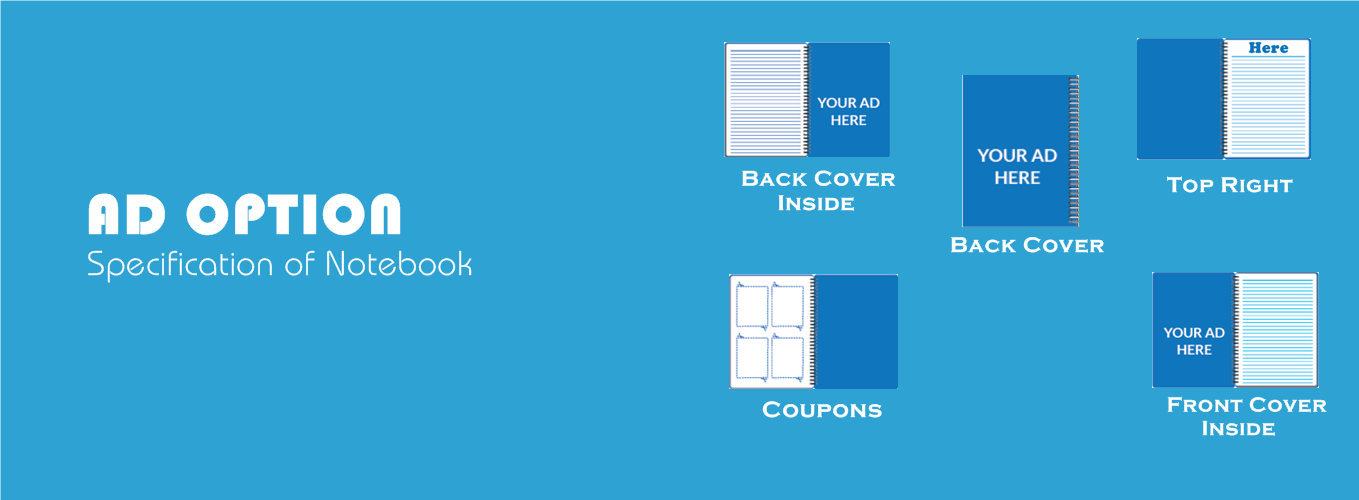 AD OPTION
Specification of Notebook
YOUR AD
HERE
BACK COVER
INSIDE
YOUR AD
HERE
BACK COVER
Here
TOP RIGHT
COUPONS
YOUR AD
HERE
FRONT COVER
INSIDE